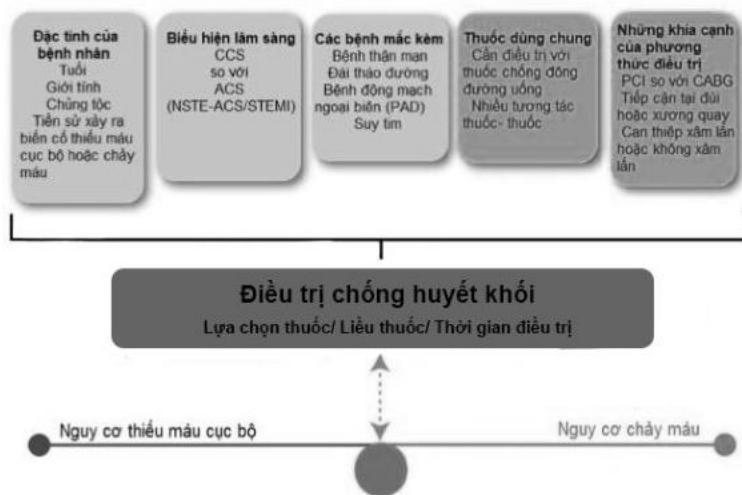 Đặc tính của
bệnh nhân
Tuổi
Giới tính
Chủng tộc
Tiền sử xảy ra
biến cố thiếu máu
cục bộ hoặc chảy
máu
Biểu hiện lâm sàng
CCS
so với
ACS
(NSTE-ACS/STEMI)
Các bệnh mắc kèm
Bệnh thận mạn
Đái tháo đường
Bệnh động mạch
ngoại biên (PAD)
Suy tim
Thuốc dùng chung
Cần điều trị với
thuốc chống đông
đường uống
Nhiều tương tác
thuốc- thuốc
Những khía cạnh
của phương
thức điều trị
PCI so với CABG
Tiếp cận tại đùi
hoặc xương quay
Can thiệp xâm lấn
hoặc không xâm
lấn
Điều trị chống huyết khối
Lựa chọn thuốc/ Liều thuốc/ Thời gian điều trị
Nguy cơ thiếu máu cục bộ
Nguy cơ chảy máu